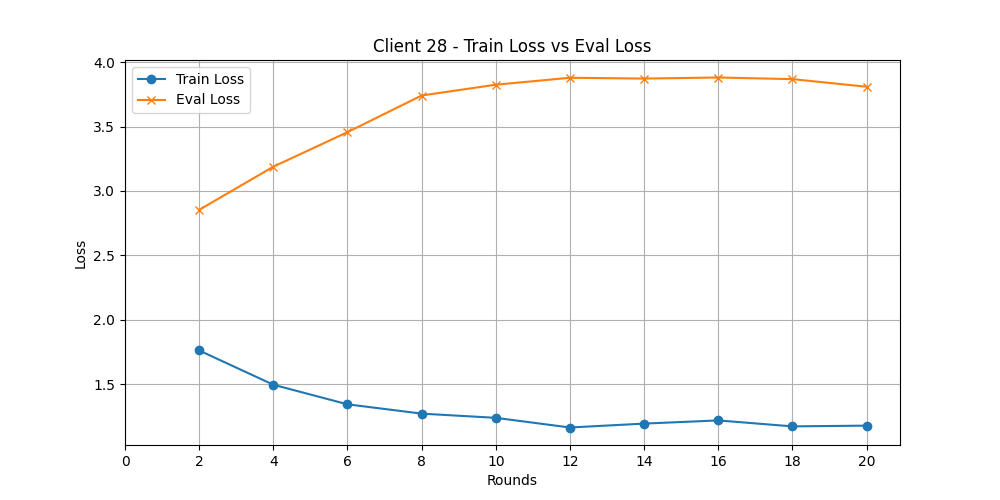 Client 28 - Train Loss vs Eval Loss
Train Loss
Eval Loss
4.0
3.5
3.0
2.5
2.0
1.5
Loss
0 2 4 6 8 10 12 14 16 18 20
Rounds